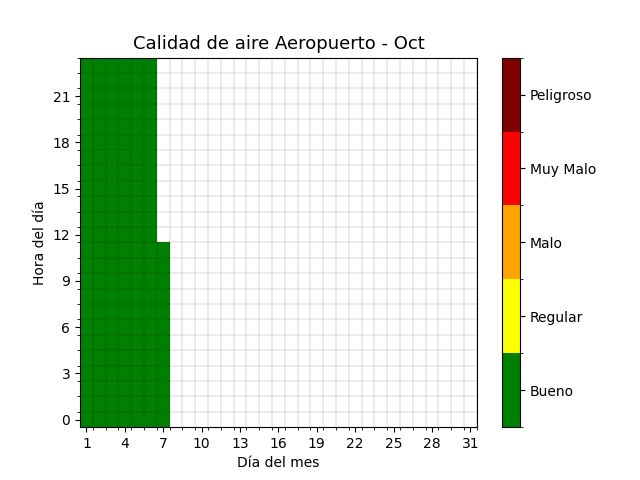 Calidad de aire Aeropuerto - Oct
Hora del día
21
18
15
12
9
6
3
0
1 4 7 10 13 16 19 22 25 28 31
Día del mes
Peligroso
Muy Malo
Malo
Regular
Bueno